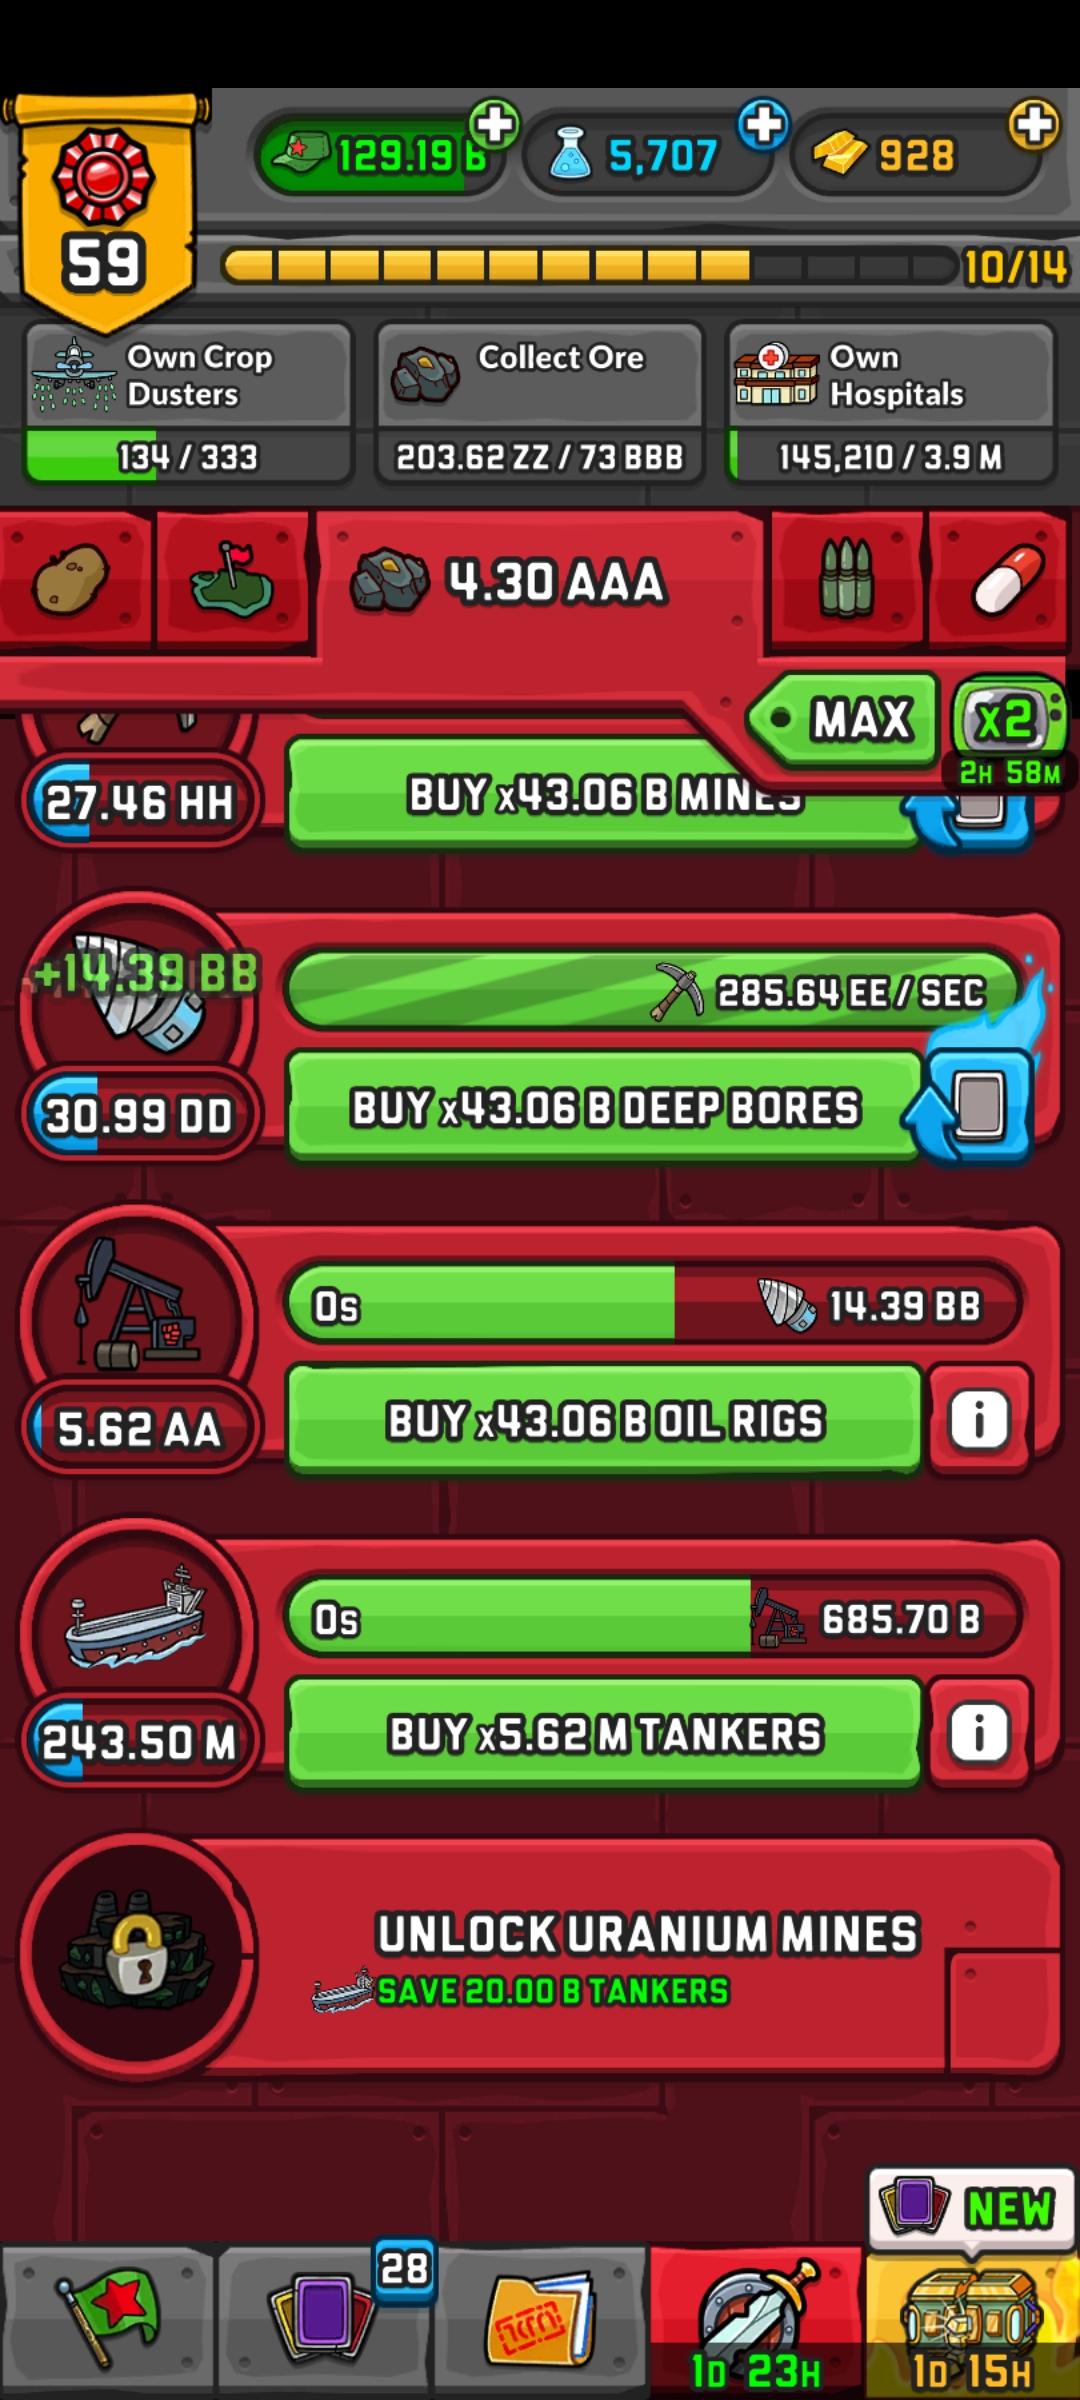 129.19 B
5,707
928
59
10/14
Own Crop
Dusters
134 / 333
Collect Ore
203.62 ZZ / 73 BBB
Own
Hospitals
145,210 / 3.9 M
4.30 AAA
MAX
x2
2H 58M
27.46 HH
BUY x43.06 B MINES
+14.39 BB
285.64 EE / SEC
30.99 DD
BUY x43.06 B DEEP BORES
0s
14.39 BB
5.62 AA
BUY x43.06 B OIL RIGS
i
0s
685.70 B
243.50 M
BUY x5.62 M TANKERS
i
UNLOCK URANIUM MINES
SAVE 20.00 B TANKERS
NEW
28
1D 23H
1D 15H